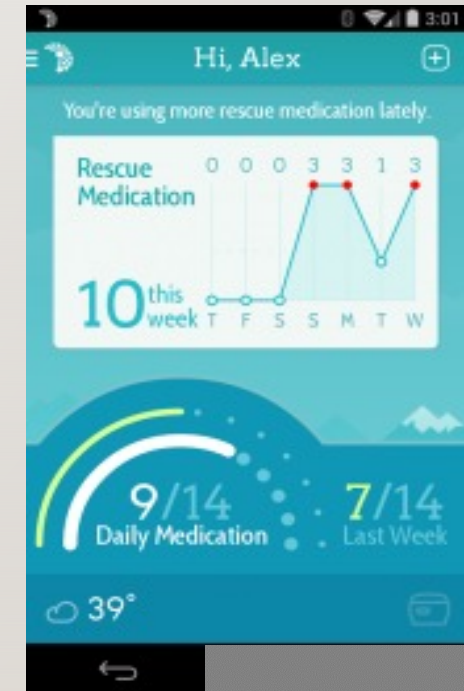 3:01
Hi, Alex
You're using more rescue medication lately.
Rescue 0 0 0 3 3 1 3
Medication
10 this week T F S S M T W
9/14 7/14
Daily Medication Last Week
39°